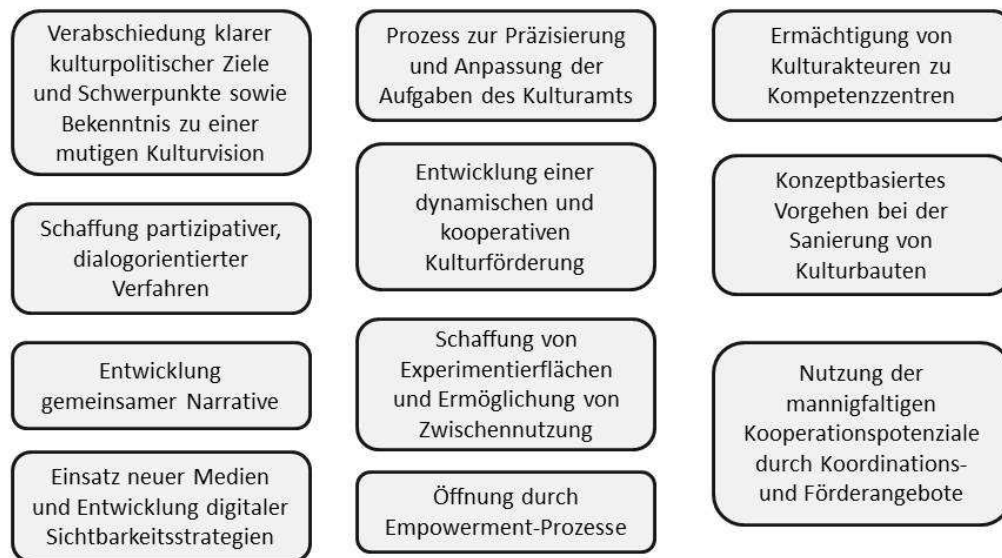 Verabschiedung klarer
kulturpolitischer Ziele
und Schwerpunkte sowie
Bekenntnis zu einer
mutigen Kulturvision
Schaffung partizipativer,
dialogorientierter
Verfahren
Entwicklung
gemeinsamer Narrative
Einsatz neuer Medien
und Entwicklung digitaler
Sichtbarkeitsstrategien
Prozess zur Präzisierung
und Anpassung der
Aufgaben des Kulturamts
Entwicklung einer
dynamischen und
kooperativen
Kulturförderung
Schaffung von
Experimentierflächen
und Ermöglichung von
Zwischennutzung
Öffnung durch
Empowerment-Prozesse
Ermächtigung von
Kulturakteuren zu
Kompetenzzentren
Konzeptbasiertes
Vorgehen bei der
Sanierung von
Kulturbauten
Nutzung der
mannigfaltigen
Kooperationspotenziale
durch Koordinations-
und Förderangebote